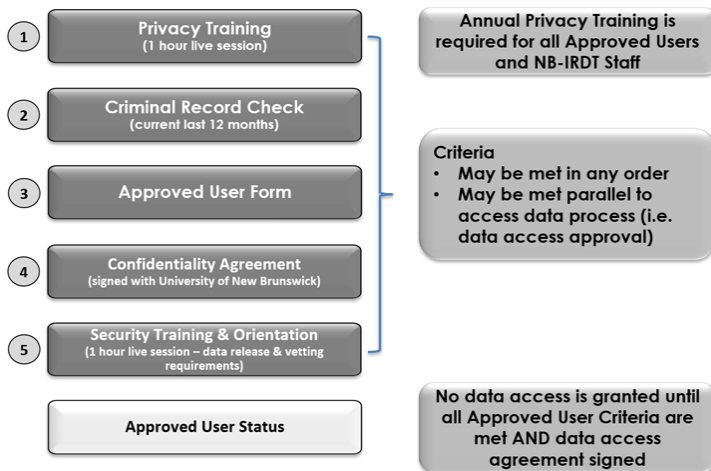 1
Privacy Training
(1 hour live session)
2
Criminal Record Check
(current last 12 months)
3
Approved User Form
4
Confidentiality Agreement
(signed with University of New Brunswick)
5
Security Training & Orientation
(1 hour live session – data release & vetting
requirements)
Approved User Status
Annual Privacy Training is
required for all Approved Users
and NB-IRDT Staff
Criteria
• May be met in any order
• May be met parallel to
access data process (i.e.
data access approval)
No data access is granted until
all Approved User Criteria are
met AND data access
agreement signed